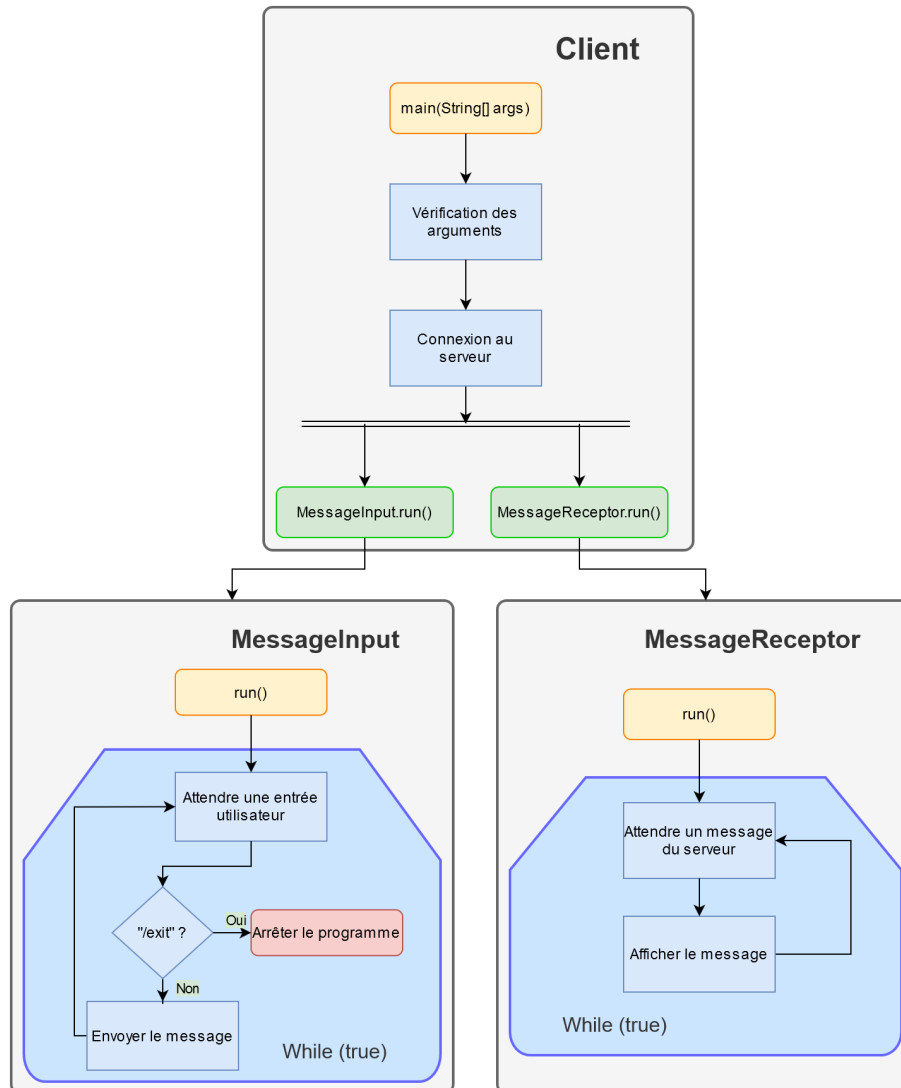 Client
main(String[] args)
Vérification des
arguments
Connexion au
serveur
MessageInput.run()
MessageReceptor.run()
MessageInput
run()
Attendre une entrée
utilisateur
"/exit" ?
Oui
Arrêter le programme
Non
Envoyer le message
While (true)
MessageReceptor
run()
Attendre un message
du serveur
Afficher le message
While (true)